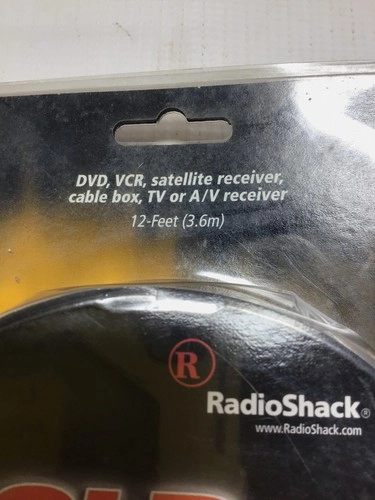 DVD, VCR, satellite receiver,
cable box, TV or A/V receiver
12-Feet (3.6m)
R
RadioShack®
www.RadioShack.com